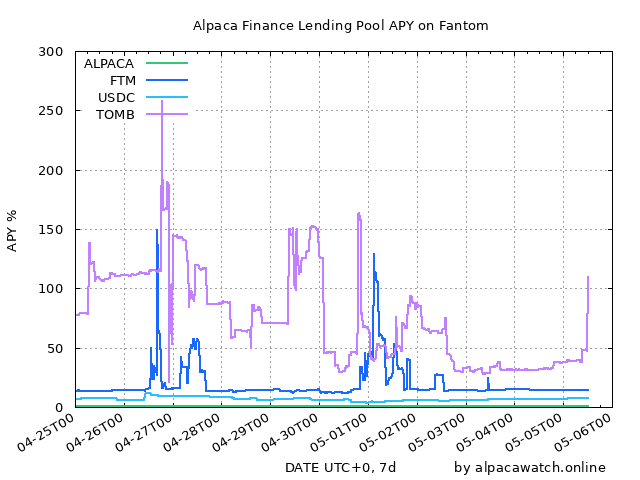 Alpaca Finance Lending Pool APY on Fantom
300
250
200
150
100
50
0
APY %
ALPACA
FTM
USDC
TOMB
04-25T00
04-26T00
04-27T00
04-28T00
04-29T00
04-30T00
05-01T00
05-02T00
05-03T00
05-04T00
05-05T00
05-06T00
DATE UTC+0, 7d
by alpacawatch.online